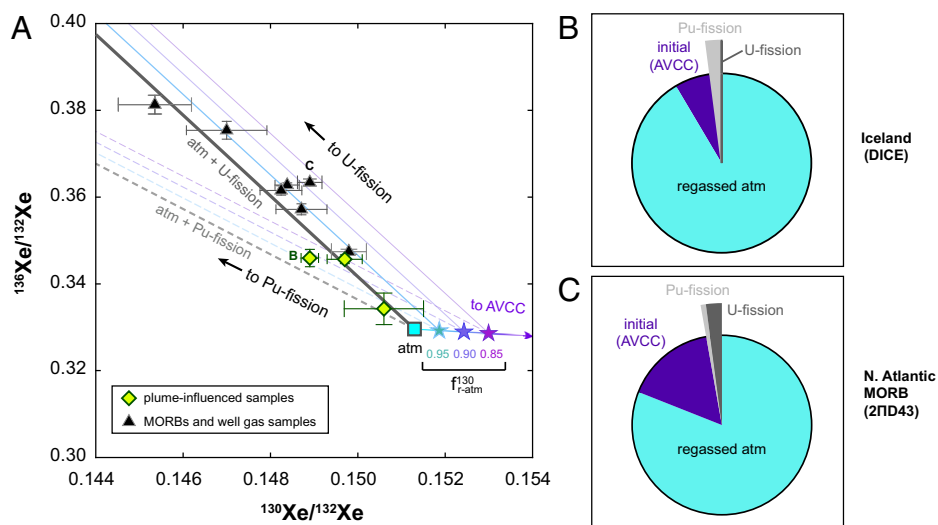 A
0.40
0.38
0.36
0.34
0.32
0.30
136Xe/132Xe
0.144
0.146
0.148
0.150
0.152
0.154
130Xe/132Xe
to U-fission
atm + U-fission
atm + Pu-fission
to Pu-fission
C
B
to AVCC
atm
0.95
0.90
0.85
f130r-atm
plume-influenced samples
MORBs and well gas samples
B
Pu-fission
initial
(AVCC)
U-fission
regassed atm
Iceland
(DICE)
C
Pu-fission
initial
(AVCC)
U-fission
regassed atm
N. Atlantic
MORB
(2ΠD43)